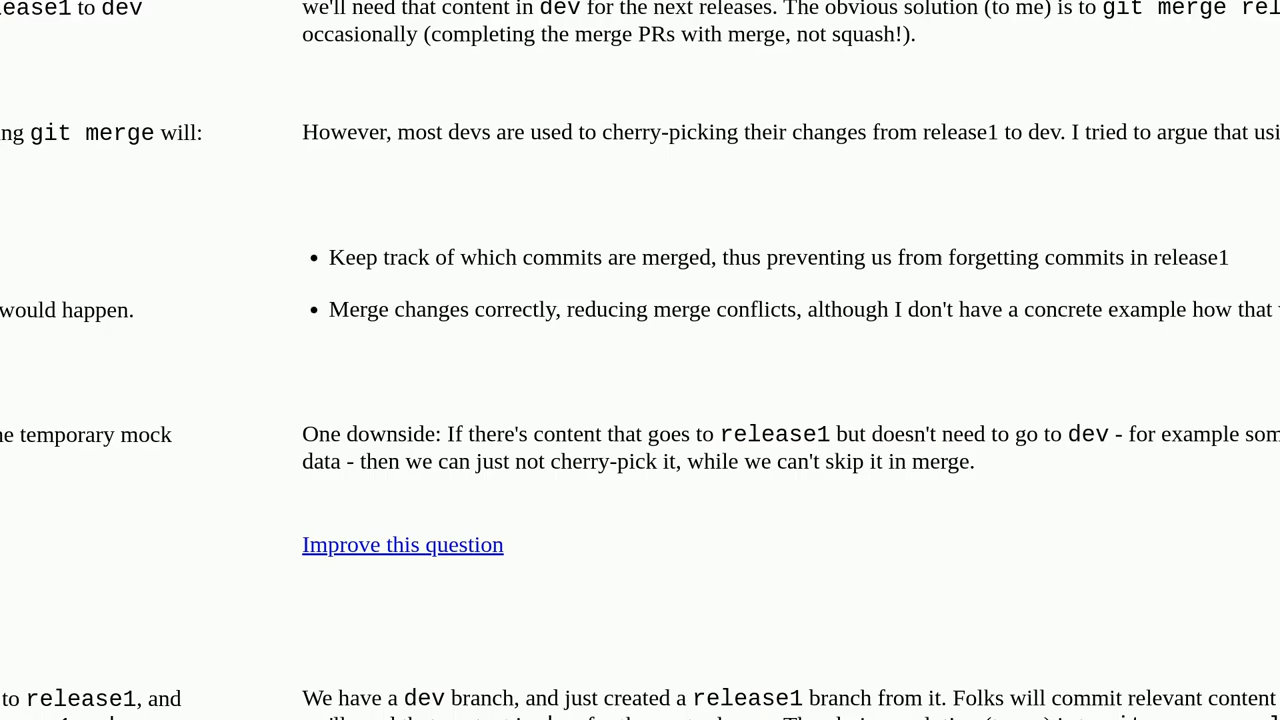 ease1 to dev
we'll need that content in dev for the next releases. The obvious solution (to me) is to git merge rel
occasionally (completing the merge PRs with merge, not squash!).
ng git merge will:
However, most devs are used to cherry-picking their changes from release1 to dev. I tried to argue that usi
• Keep track of which commits are merged, thus preventing us from forgetting commits in release1
would happen.
• Merge changes correctly, reducing merge conflicts, although I don't have a concrete example how that
e temporary mock
One downside: If there's content that goes to release1 but doesn't need to go to dev - for example som
data - then we can just not cherry-pick it, while we can't skip it in merge.
Improve this question
to release1, and
We have a dev branch, and just created a release1 branch from it. Folks will commit relevant content